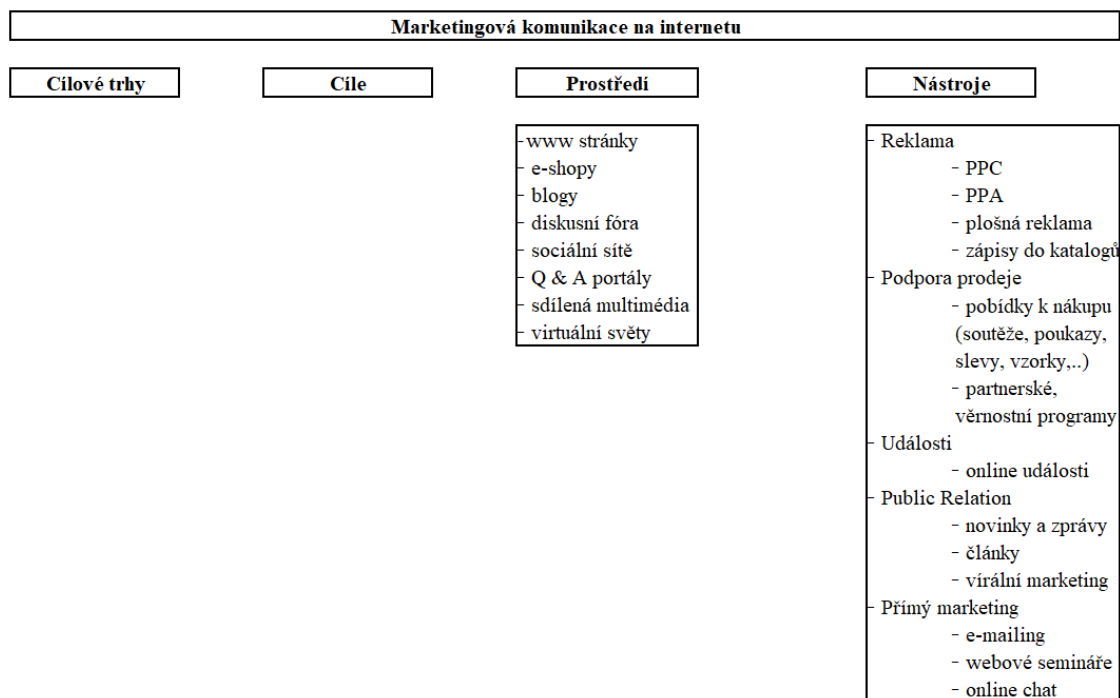 Marketingová komunikace na internetu
Cílové trhy
Cíle
Prostředí
Nástroje
-www stránky
- e-shopy
- blogy
- diskusní fóra
- sociální sítě
- Q & A portály
- sdílená multimédia
- virtuální světy
- Reklama
- PPC
- PPA
- plošná reklama
- zápisy do katalogů
- Podpora prodeje
- pobídky k nákupu
(soutěže, poukazy,
slevy, vzorky,..)
- partnerské,
věrnostní programy
- Události
- online události
- Public Relation
- novinky a zprávy
- články
- vírální marketing
- Přímý marketing
- e-mailing
- webové semináře
- online chat